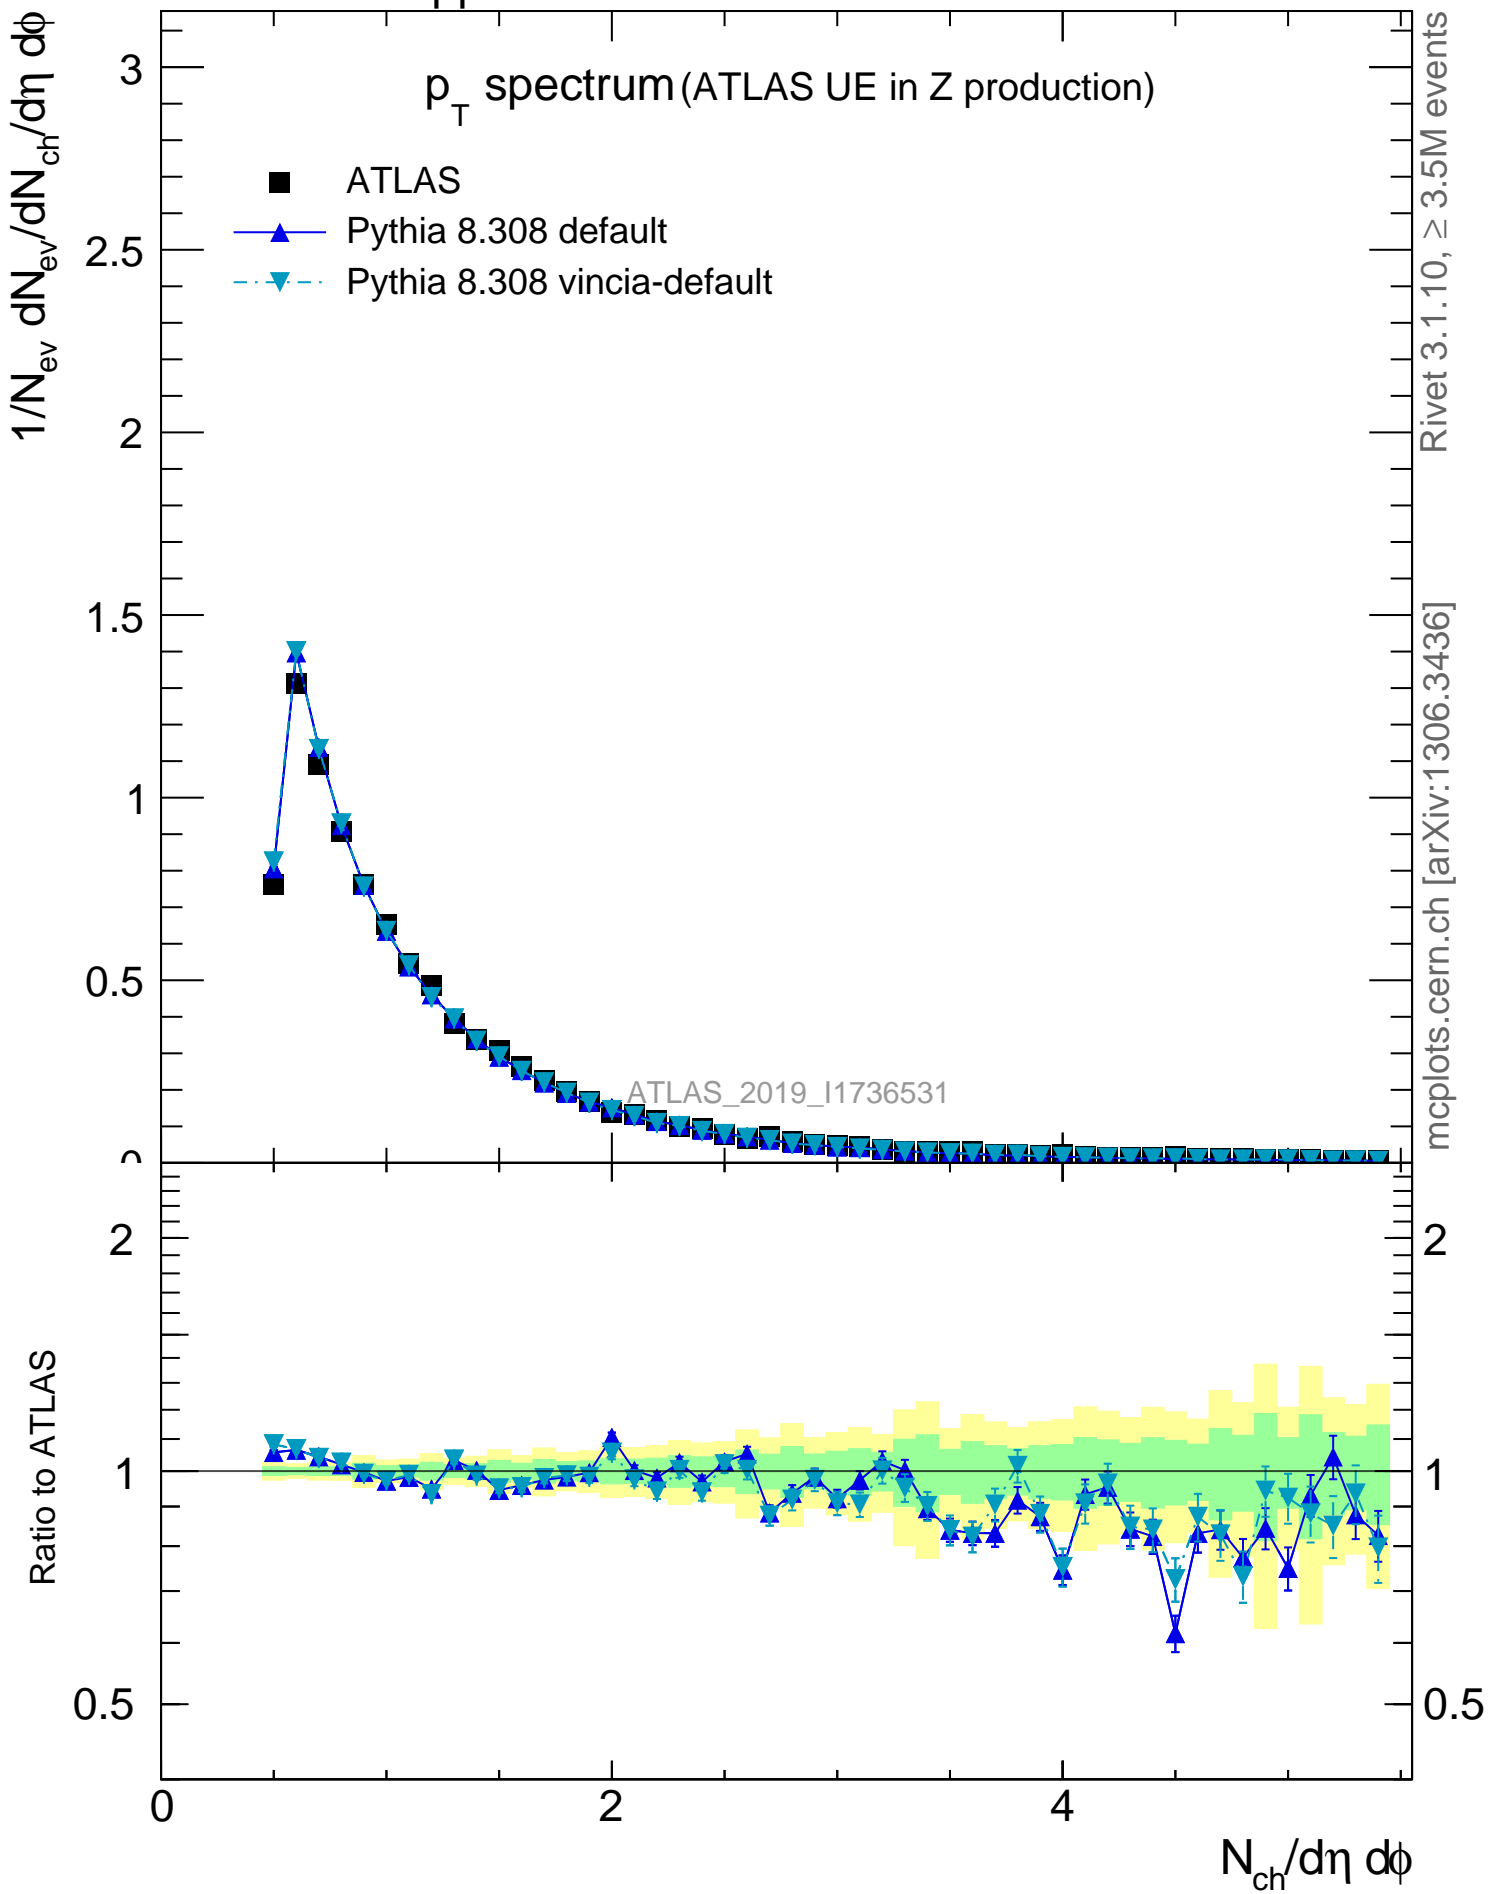 1/N_ev dN_ev/dN_ch/dη dϕ
p_T spectrum (ATLAS UE in Z production)
ATLAS
Pythia 8.308 default
Pythia 8.308 vincia-default
3
2.5
2
1.5
1
0.5
0
ATLAS_2019_I1736531
Rivet 3.1.10, ≥ 3.5M events
mcplots.cern.ch [arXiv:1306.3436]
Ratio to ATLAS
2
1
0.5
2
1
0.5
0
2
4
N_ch/dη dϕ